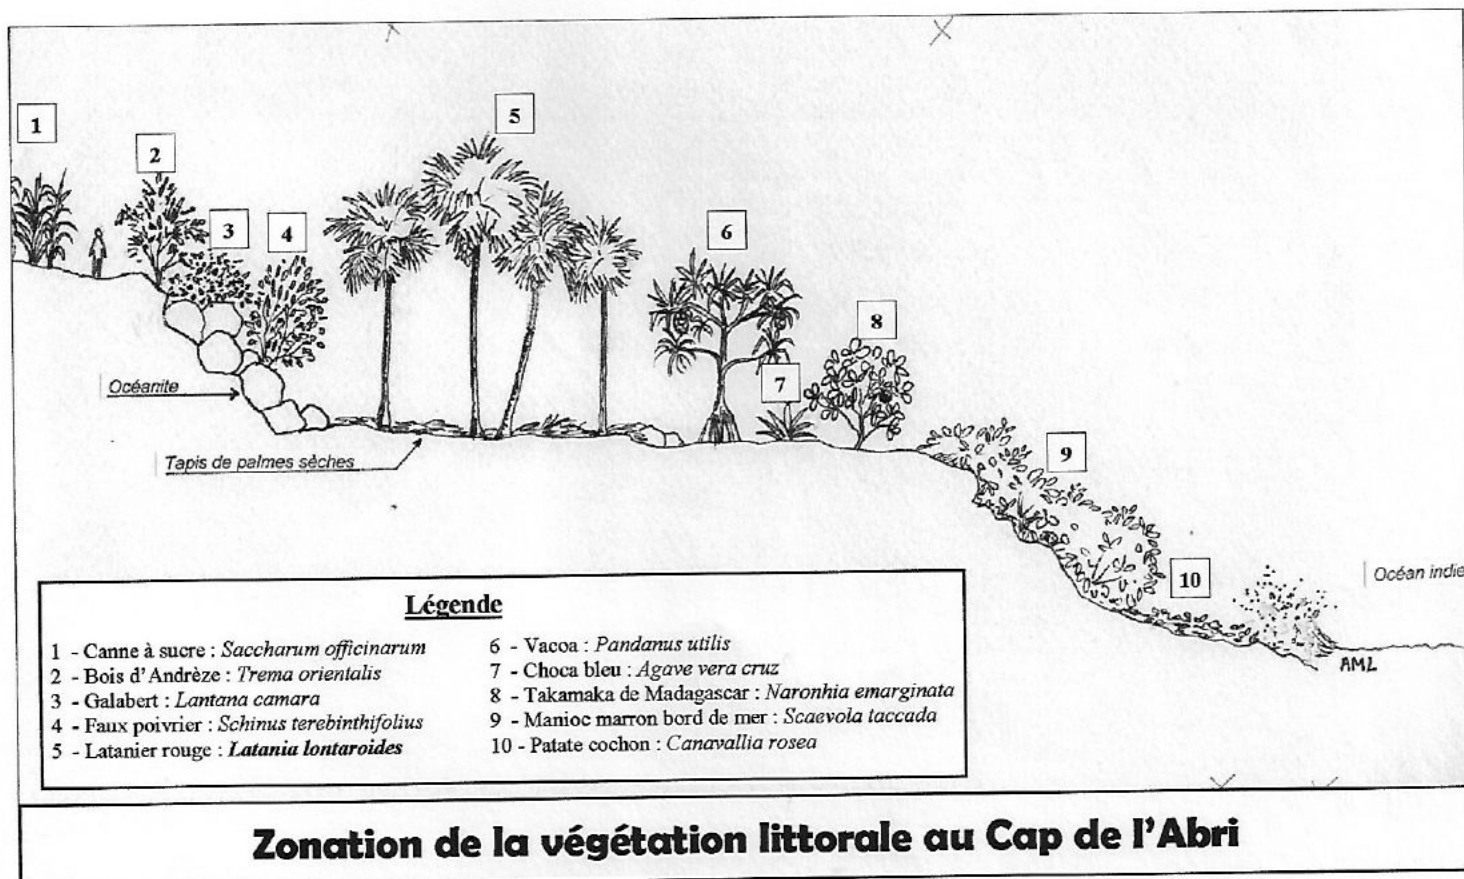 1
2
3
4
5
6
7
8
9
10
Océanite
Tapis de palmes sèches
Océan indie
AML
Légende
1 - Canne à sucre : Saccharum officinarum
2 - Bois d'Andrèze : Trema orientalis
3 - Galabert : Lantana camara
4 - Faux poivrier : Schinus terebinthifolius
5 - Latanier rouge : Latania lontaroides
6 - Vacoa : Pandanus utilis
7 - Choca bleu : Agave vera cruz
8 - Takamaka de Madagascar : Naronhia emarginata
9 - Manioc marron bord de mer : Scaevola taccada
10 - Patate cochon : Canavallia rosea
Zonation de la végétation littorale au Cap de l'Abri